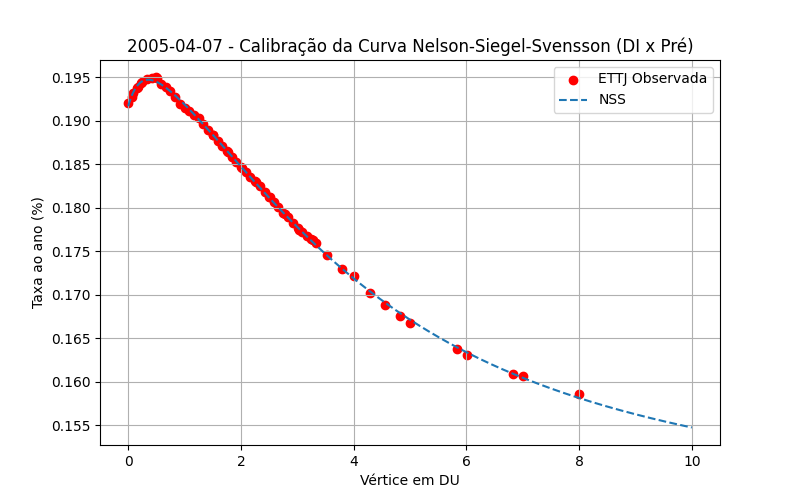 2005-04-07 - Calibração da Curva Nelson-Siegel-Svensson (DI x Pré)
ETTJ Observada
NSS
Taxa ao ano (%)
0.195
0.190
0.185
0.180
0.175
0.170
0.165
0.160
0.155
0 2 4 6 8 10
Vértice em DU